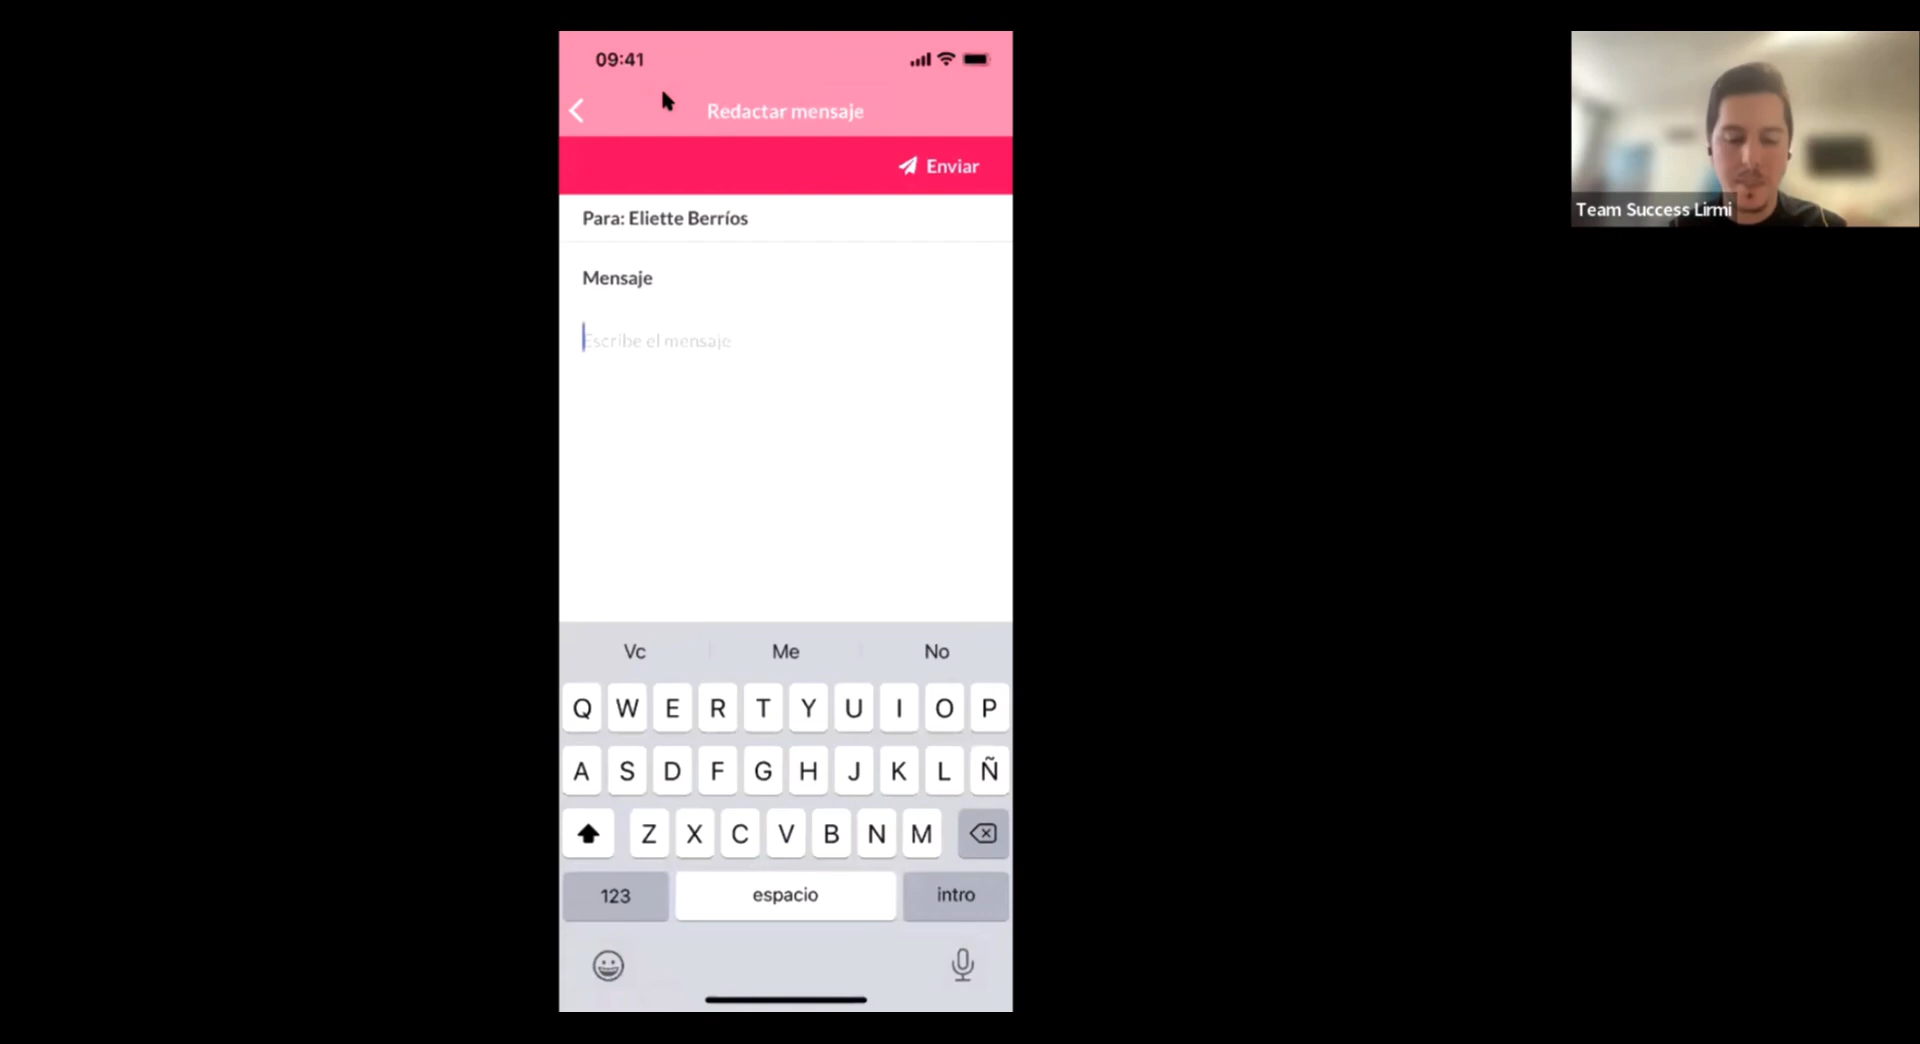 09:41
Redactar mensaje
Enviar
Para: Eliette Berríos
Mensaje
Escribe el mensaje
Vc Me No
Q W E R T Y U I O P
A S D F G H J K L Ñ
Z X C V B N M
123 espacio intro
Team Success Lirmi